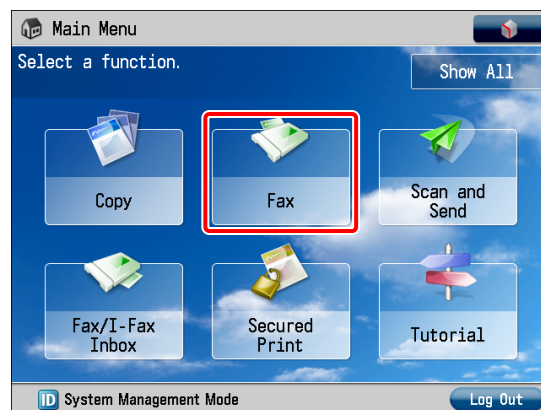 Main Menu
Select a function.
Show All
Copy
Fax
Scan and
Send
Fax/I-Fax
Inbox
Secured
Print
Tutorial
ID System Management Mode
Log Out